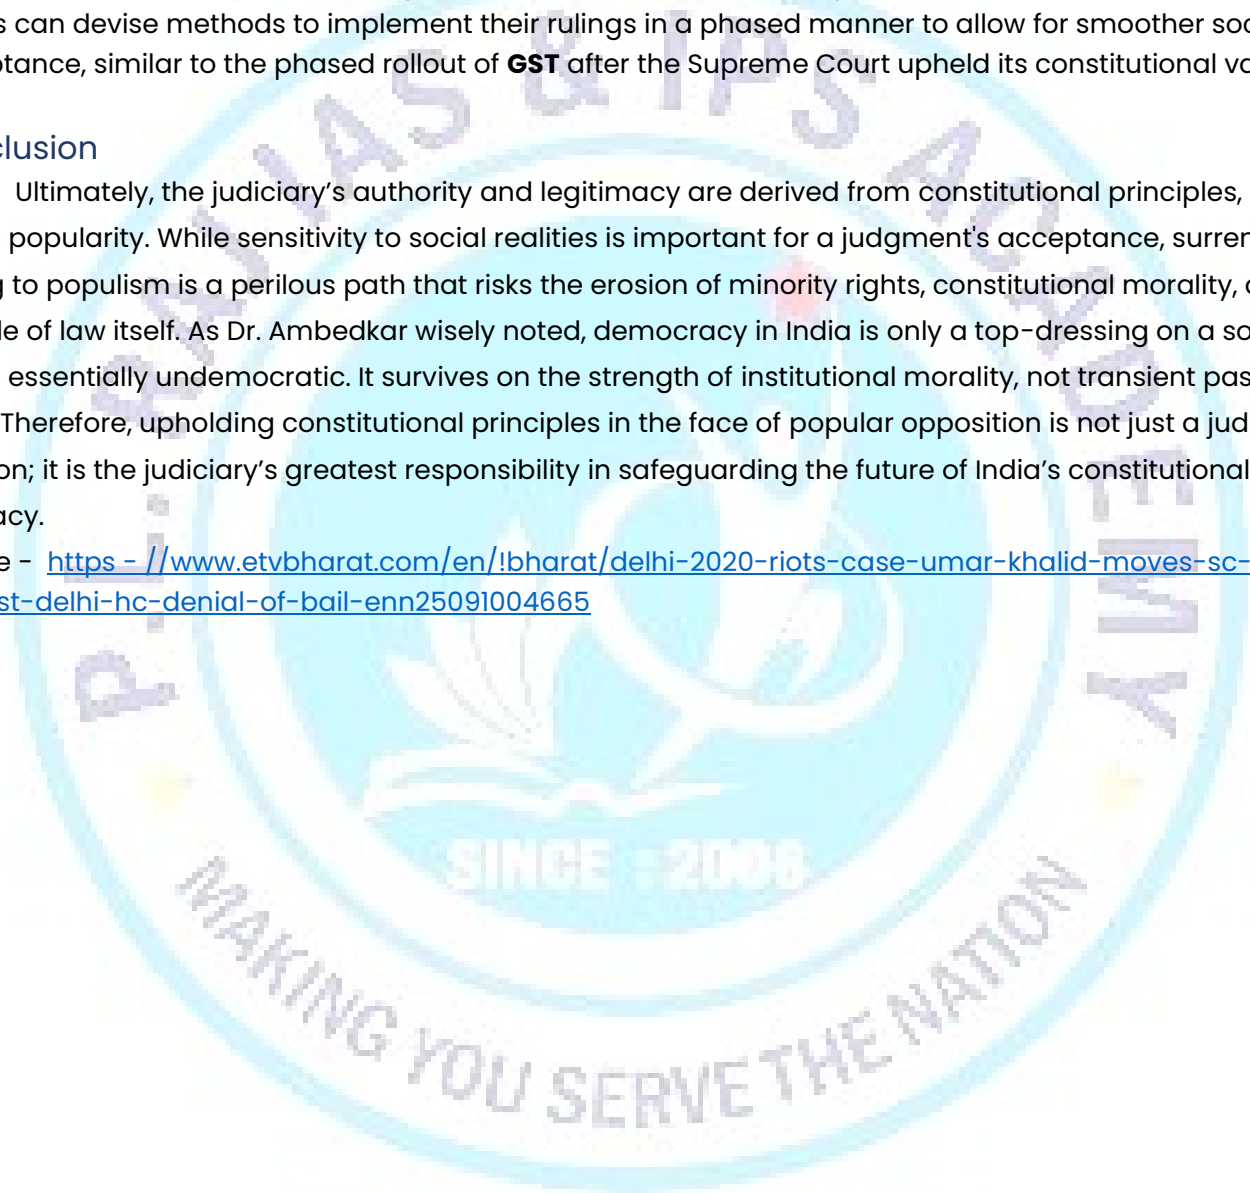 s can devise methods to implement their rulings in a phased manner to allow for smoother soc
ptance, similar to the phased rollout of GST after the Supreme Court upheld its constitutional va
clusion
Ultimately, the judiciary’s authority and legitimacy are derived from constitutional principles,
popularity. While sensitivity to social realities is important for a judgment's acceptance, surren
g to populism is a perilous path that risks the erosion of minority rights, constitutional morality, a
le of law itself. As Dr. Ambedkar wisely noted, democracy in India is only a top-dressing on a so
essentially undemocratic. It survives on the strength of institutional morality, not transient pas
Therefore, upholding constitutional principles in the face of popular opposition is not just a jud
on; it is the judiciary’s greatest responsibility in safeguarding the future of India’s constitutional
acy.
e - https - //www.etvbharat.com/en/!bharat/delhi-2020-riots-case-umar-khalid-moves-sc-
st-delhi-hc-denial-of-bail-enn25091004665
P.L. RAJ IAS & IPS ACADEMY
SINCE - 2008
MAKING YOU SERVE THE NATION